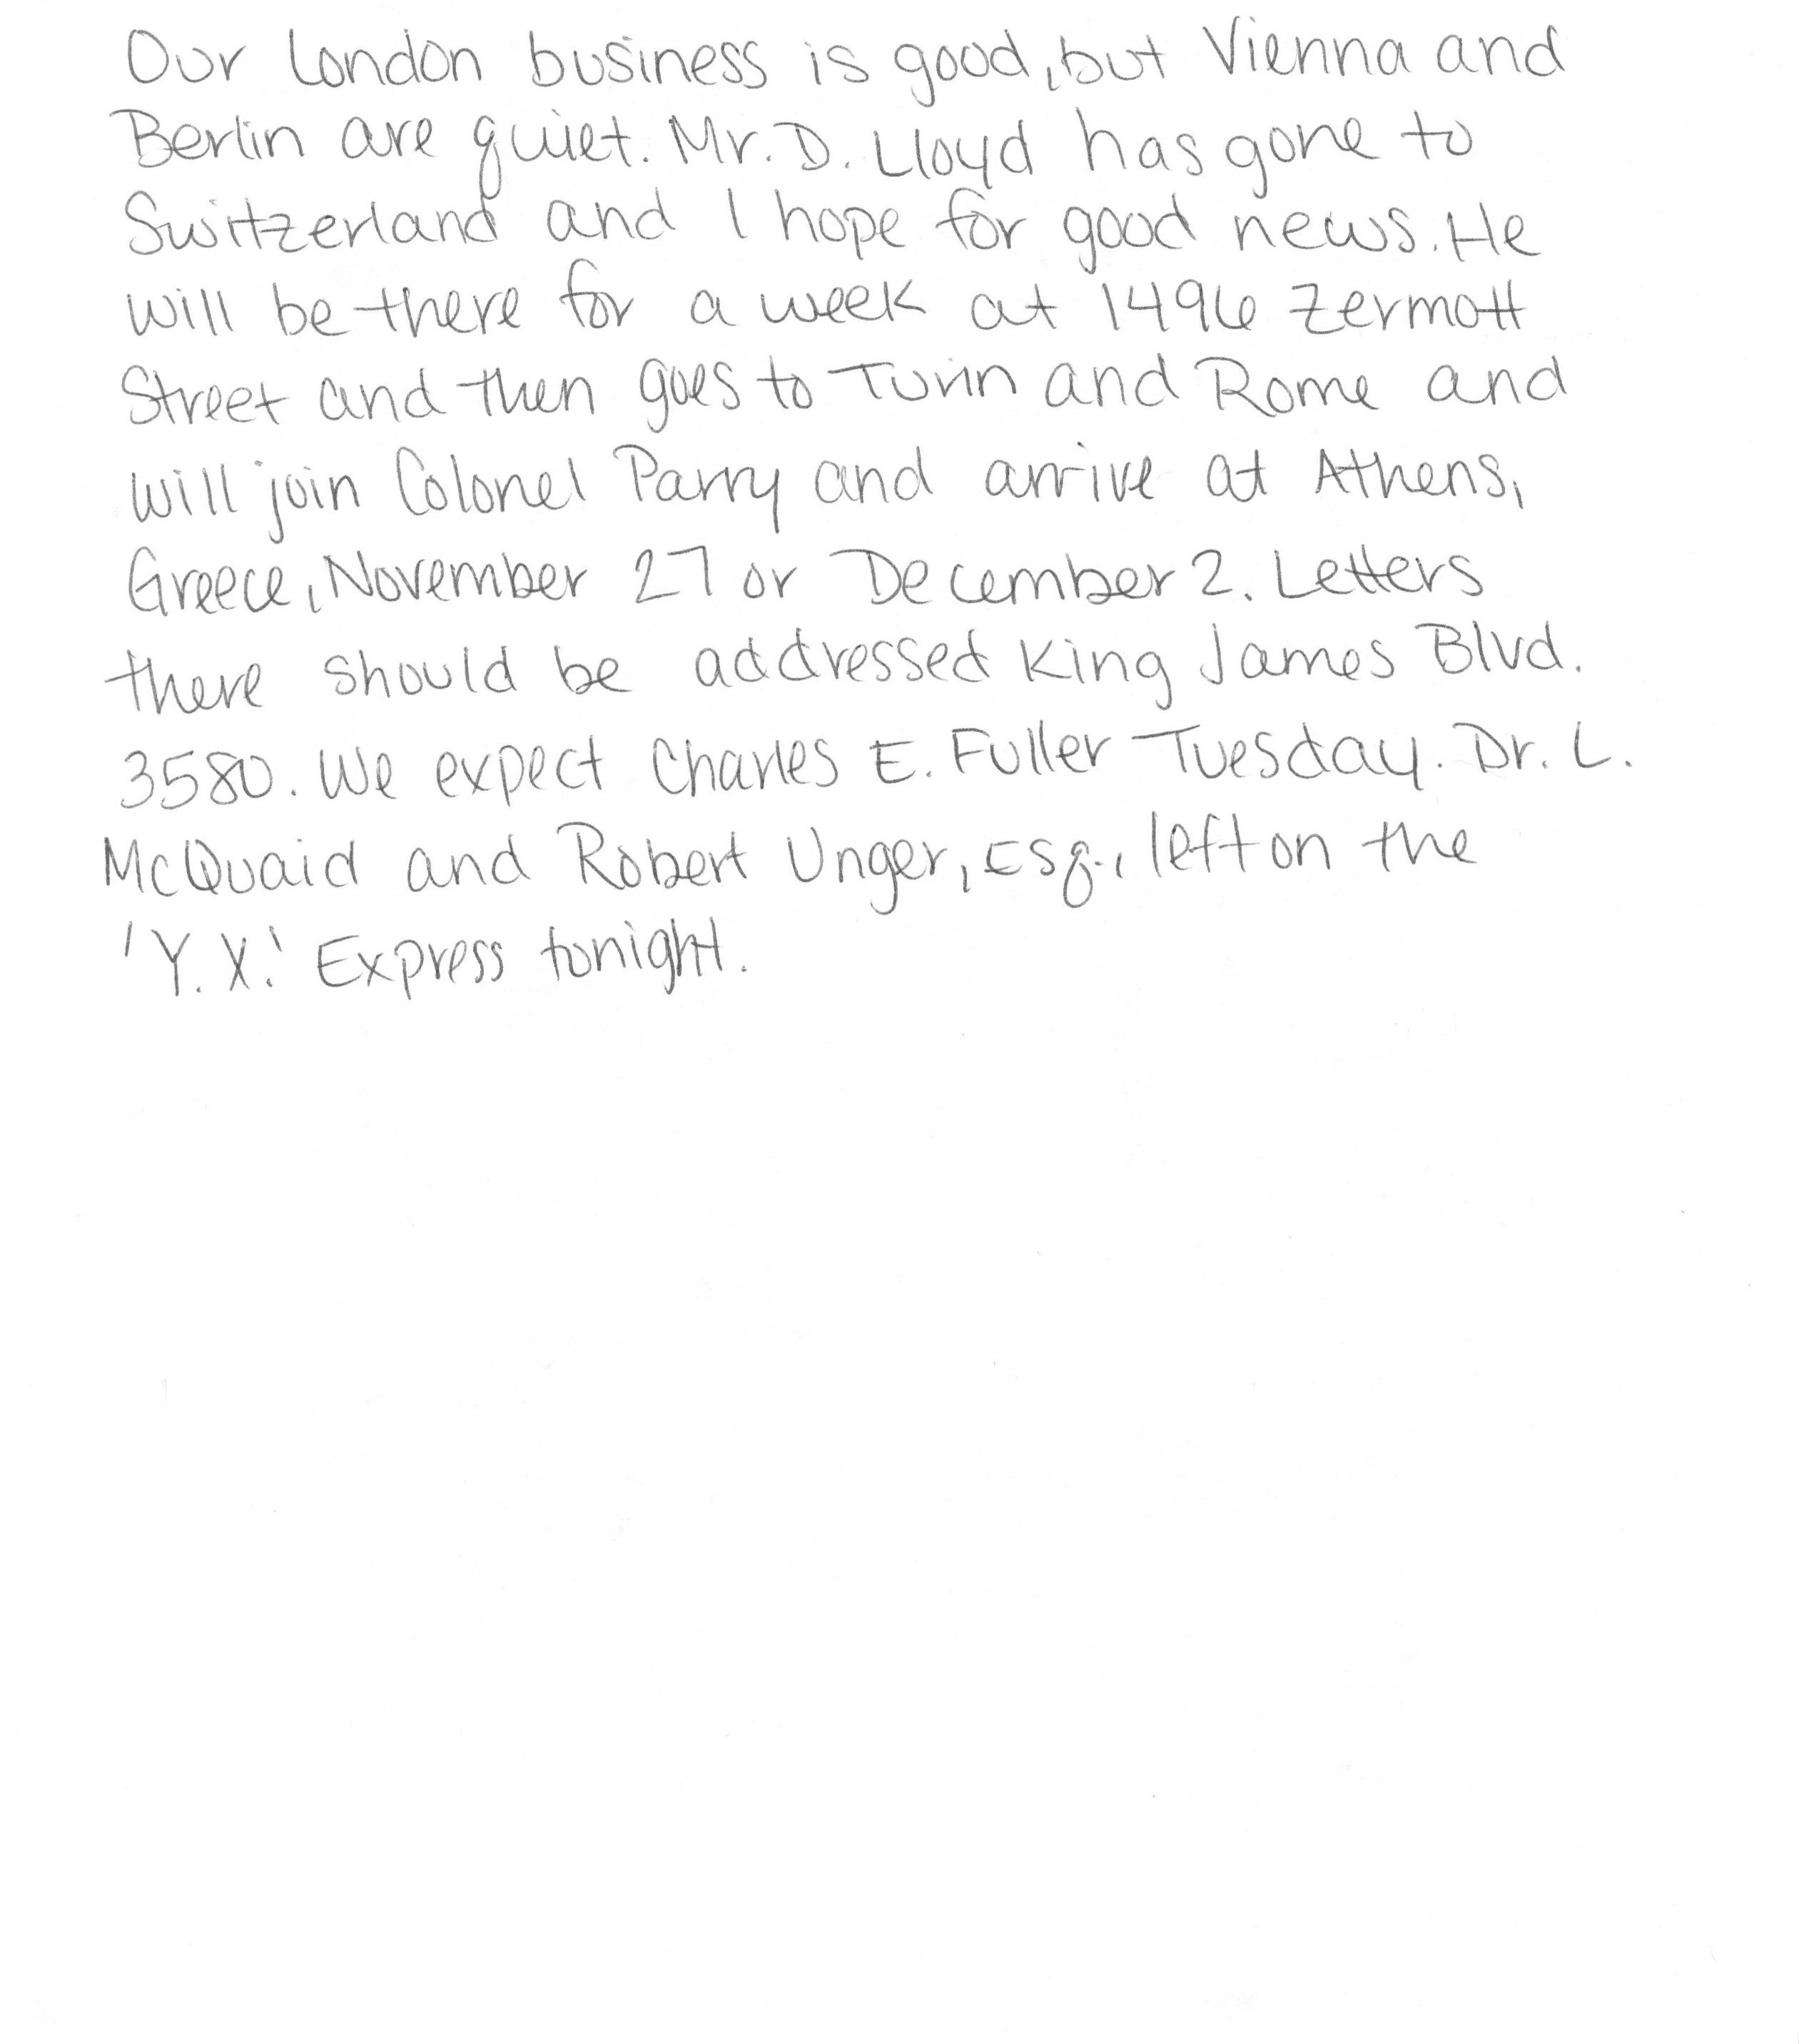 Our London business is good, but Vienna and
Berlin are quiet. Mr. D. Lloyd has gone to
Switzerland and I hope for good news. He
will be there for a week at 1496 Zermott
Street and then goes to Turin and Rome and
will join Colonel Parry and arrive at Athens,
Greece, November 27 or December 2. Letters
there should be addressed King James Blvd.
3580. We expect Charles E. Fuller Tuesday. Dr. L.
McQuaid and Robert Unger, Esq., left on the
'Y.X.' Express tonight.